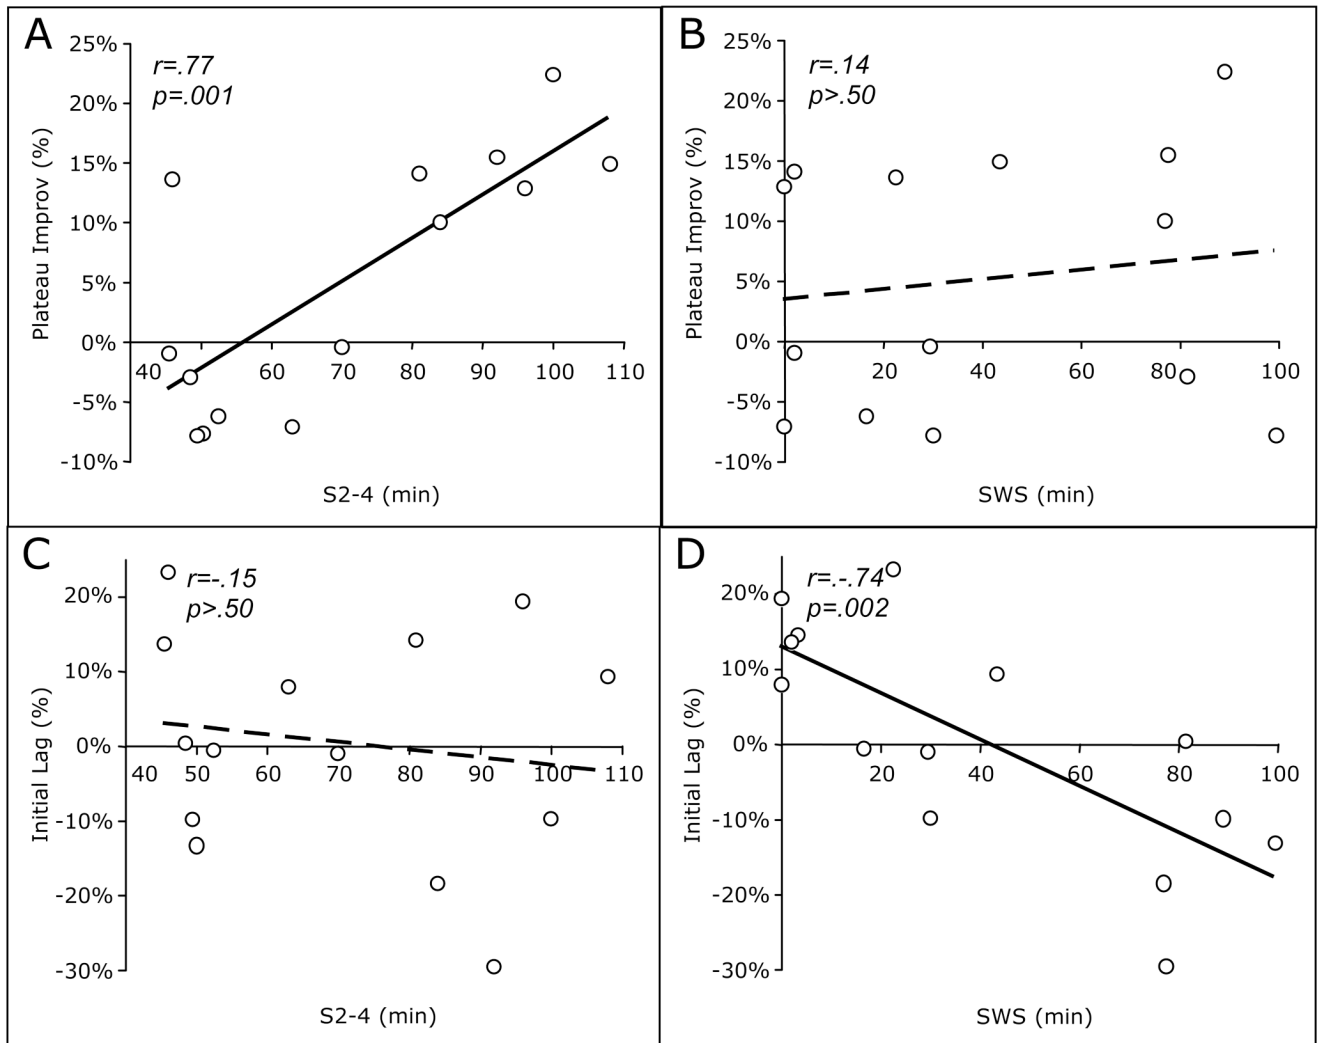 A
r=.77
p=.001
25%
20%
15%
10%
5%
0%
-5%
-10%
40 60 70 80 90 100 110
Plateau Improv (%)
S2-4 (min)
B
r=.14
p>.50
25%
20%
15%
10%
5%
0%
-5%
-10%
20 40 60 80 100
Plateau Improv (%)
SWS (min)
C
r=-.15
p>.50
20%
10%
0%
-10%
-20%
-30%
40 50 60 70 80 90 100 110
Initial Lag (%)
S2-4 (min)
D
r=.-.74
p=.002
20%
10%
0%
-10%
-20%
-30%
20 40 60 80 100
Initial Lag (%)
SWS (min)